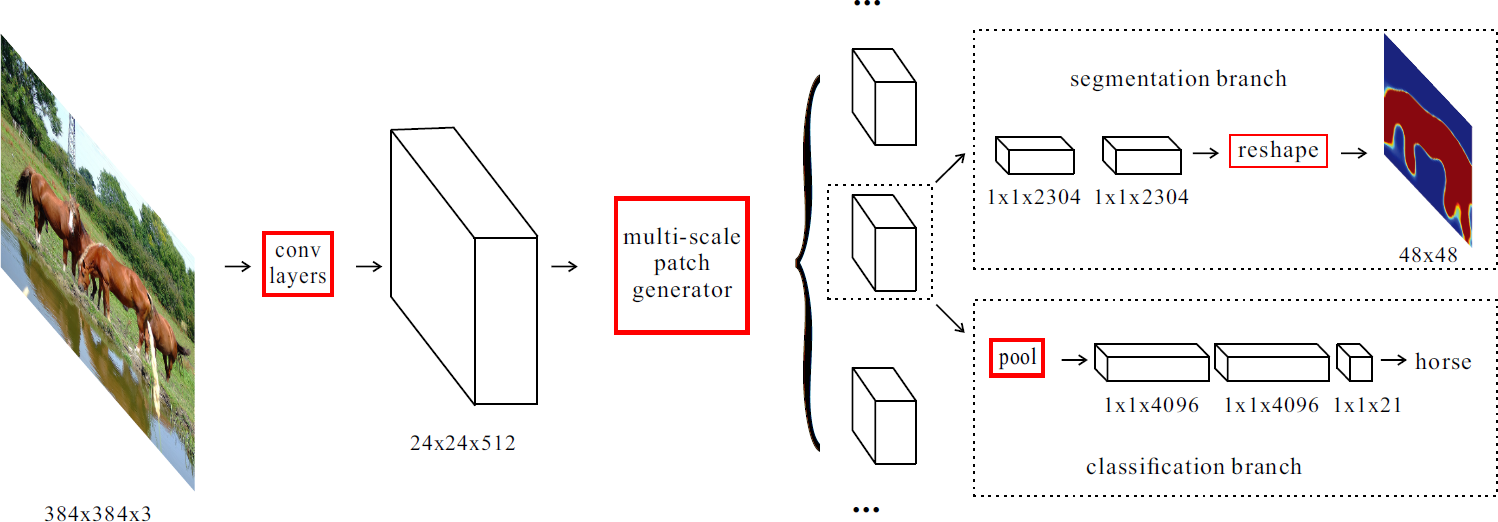 ...
segmentation branch
conv
layers
multi-scale
patch
generator
reshape
1x1x2304
1x1x2304
48x48
pool
horse
1x1x4096
1x1x4096
1x1x21
24x24x512
classification branch
384x384x3
...